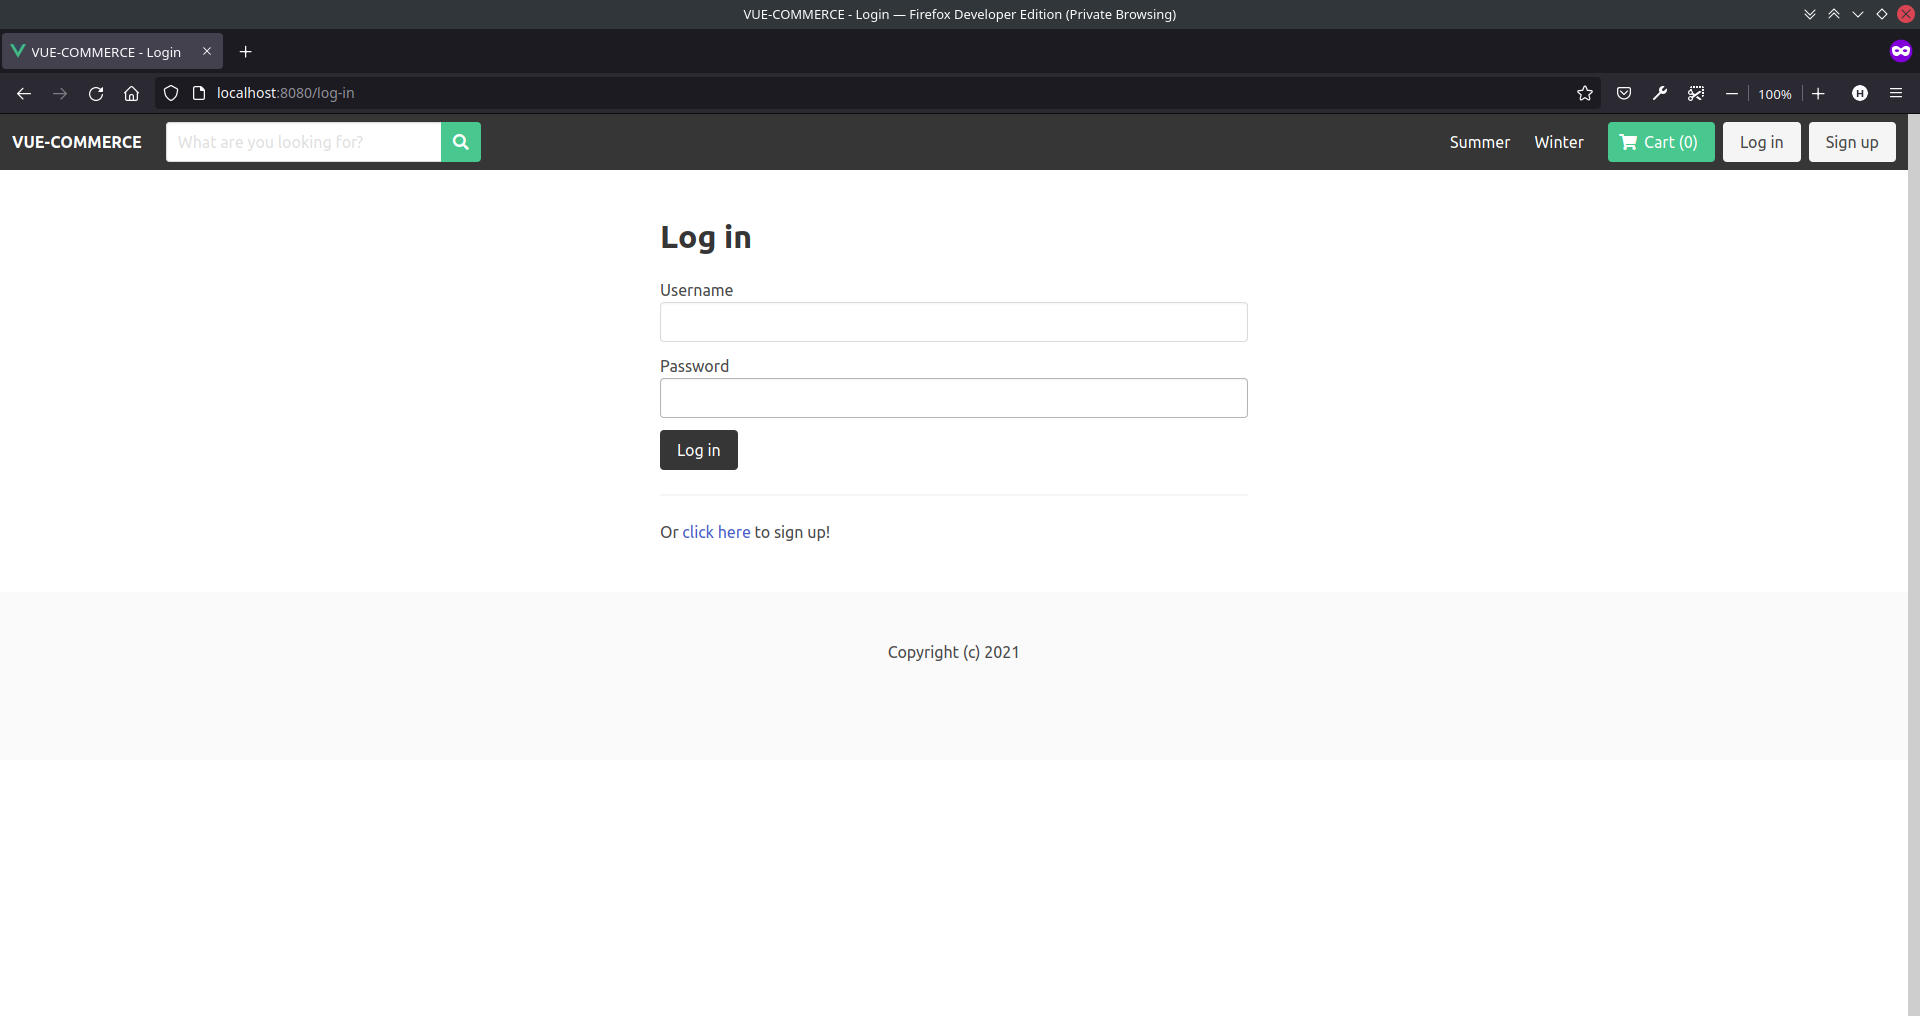 VUE-COMMERCE - Login — Firefox Developer Edition (Private Browsing)
VUE-COMMERCE - Login
localhost:8080/log-in
100%
H
VUE-COMMERCE
What are you looking for?
Summer
Winter
Cart (0)
Log in
Sign up
Log in
Username
Password
Log in
Or click here to sign up!
Copyright (c) 2021